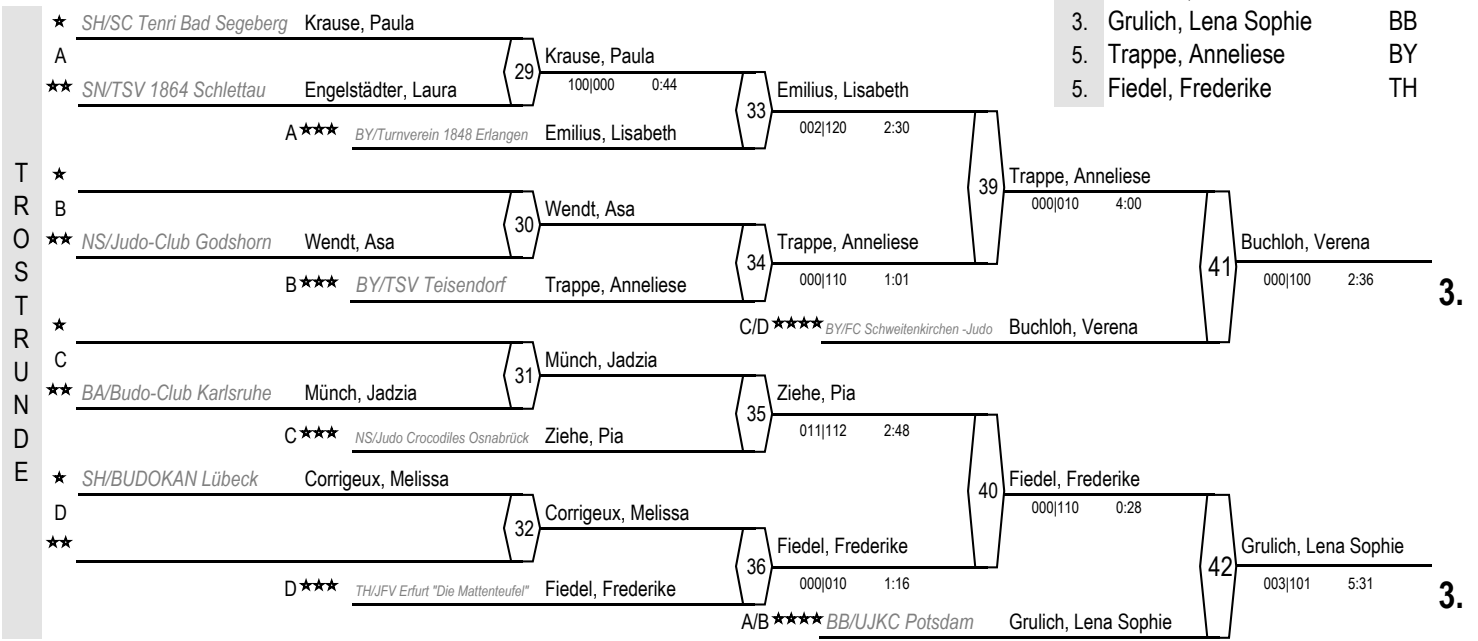 ★ SH/SC Tenri Bad Segeberg Krause, Paula
3. Grulich, Lena Sophie BB
A
29
Krause, Paula
100|000 0:44
5. Trappe, Anneliese BY
★★ SN/TSV 1864 Schlettau Engelstädter, Laura
33
Emilius, Lisabeth
002|120 2:30
5. Fiedel, Frederike TH
A★★★ BY/Turnverein 1848 Erlangen Emilius, Lisabeth
TROSTRUNDE
★
39
Trappe, Anneliese
000|010 4:00
B
30
Wendt, Asa
★★ NS/Judo-Club Godshorn Wendt, Asa
34
Trappe, Anneliese
000|110 1:01
41
Buchloh, Verena
000|100 2:36
3.
B★★★ BY/TSV Teisendorf Trappe, Anneliese
★
C/D★★★★ BY/FC Schweitenkirchen -Judo Buchloh, Verena
C
31
Münch, Jadzia
★★ BA/Budo-Club Karlsruhe Münch, Jadzia
35
Ziehe, Pia
011|112 2:48
C★★★ NS/Judo Crocodiles Osnabrück Ziehe, Pia
★ SH/BUDOKAN Lübeck Corrigeux, Melissa
40
Fiedel, Frederike
000|110 0:28
D
32
Corrigeux, Melissa
★★
36
Fiedel, Frederike
000|010 1:16
42
Grulich, Lena Sophie
003|101 5:31
3.
D★★★ TH/JFV Erfurt "Die Mattenteufel" Fiedel, Frederike
A/B★★★★ BB/UJKC Potsdam Grulich, Lena Sophie